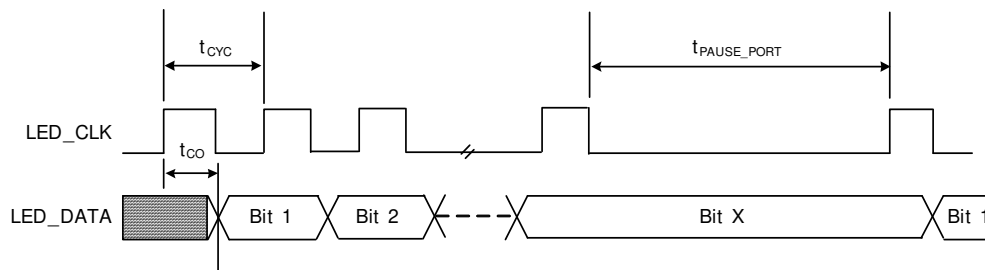 tCYC
tPAUSE_PORT
LED_CLK
tCO
LED_DATA
Bit 1
Bit 2
Bit X
Bit 1